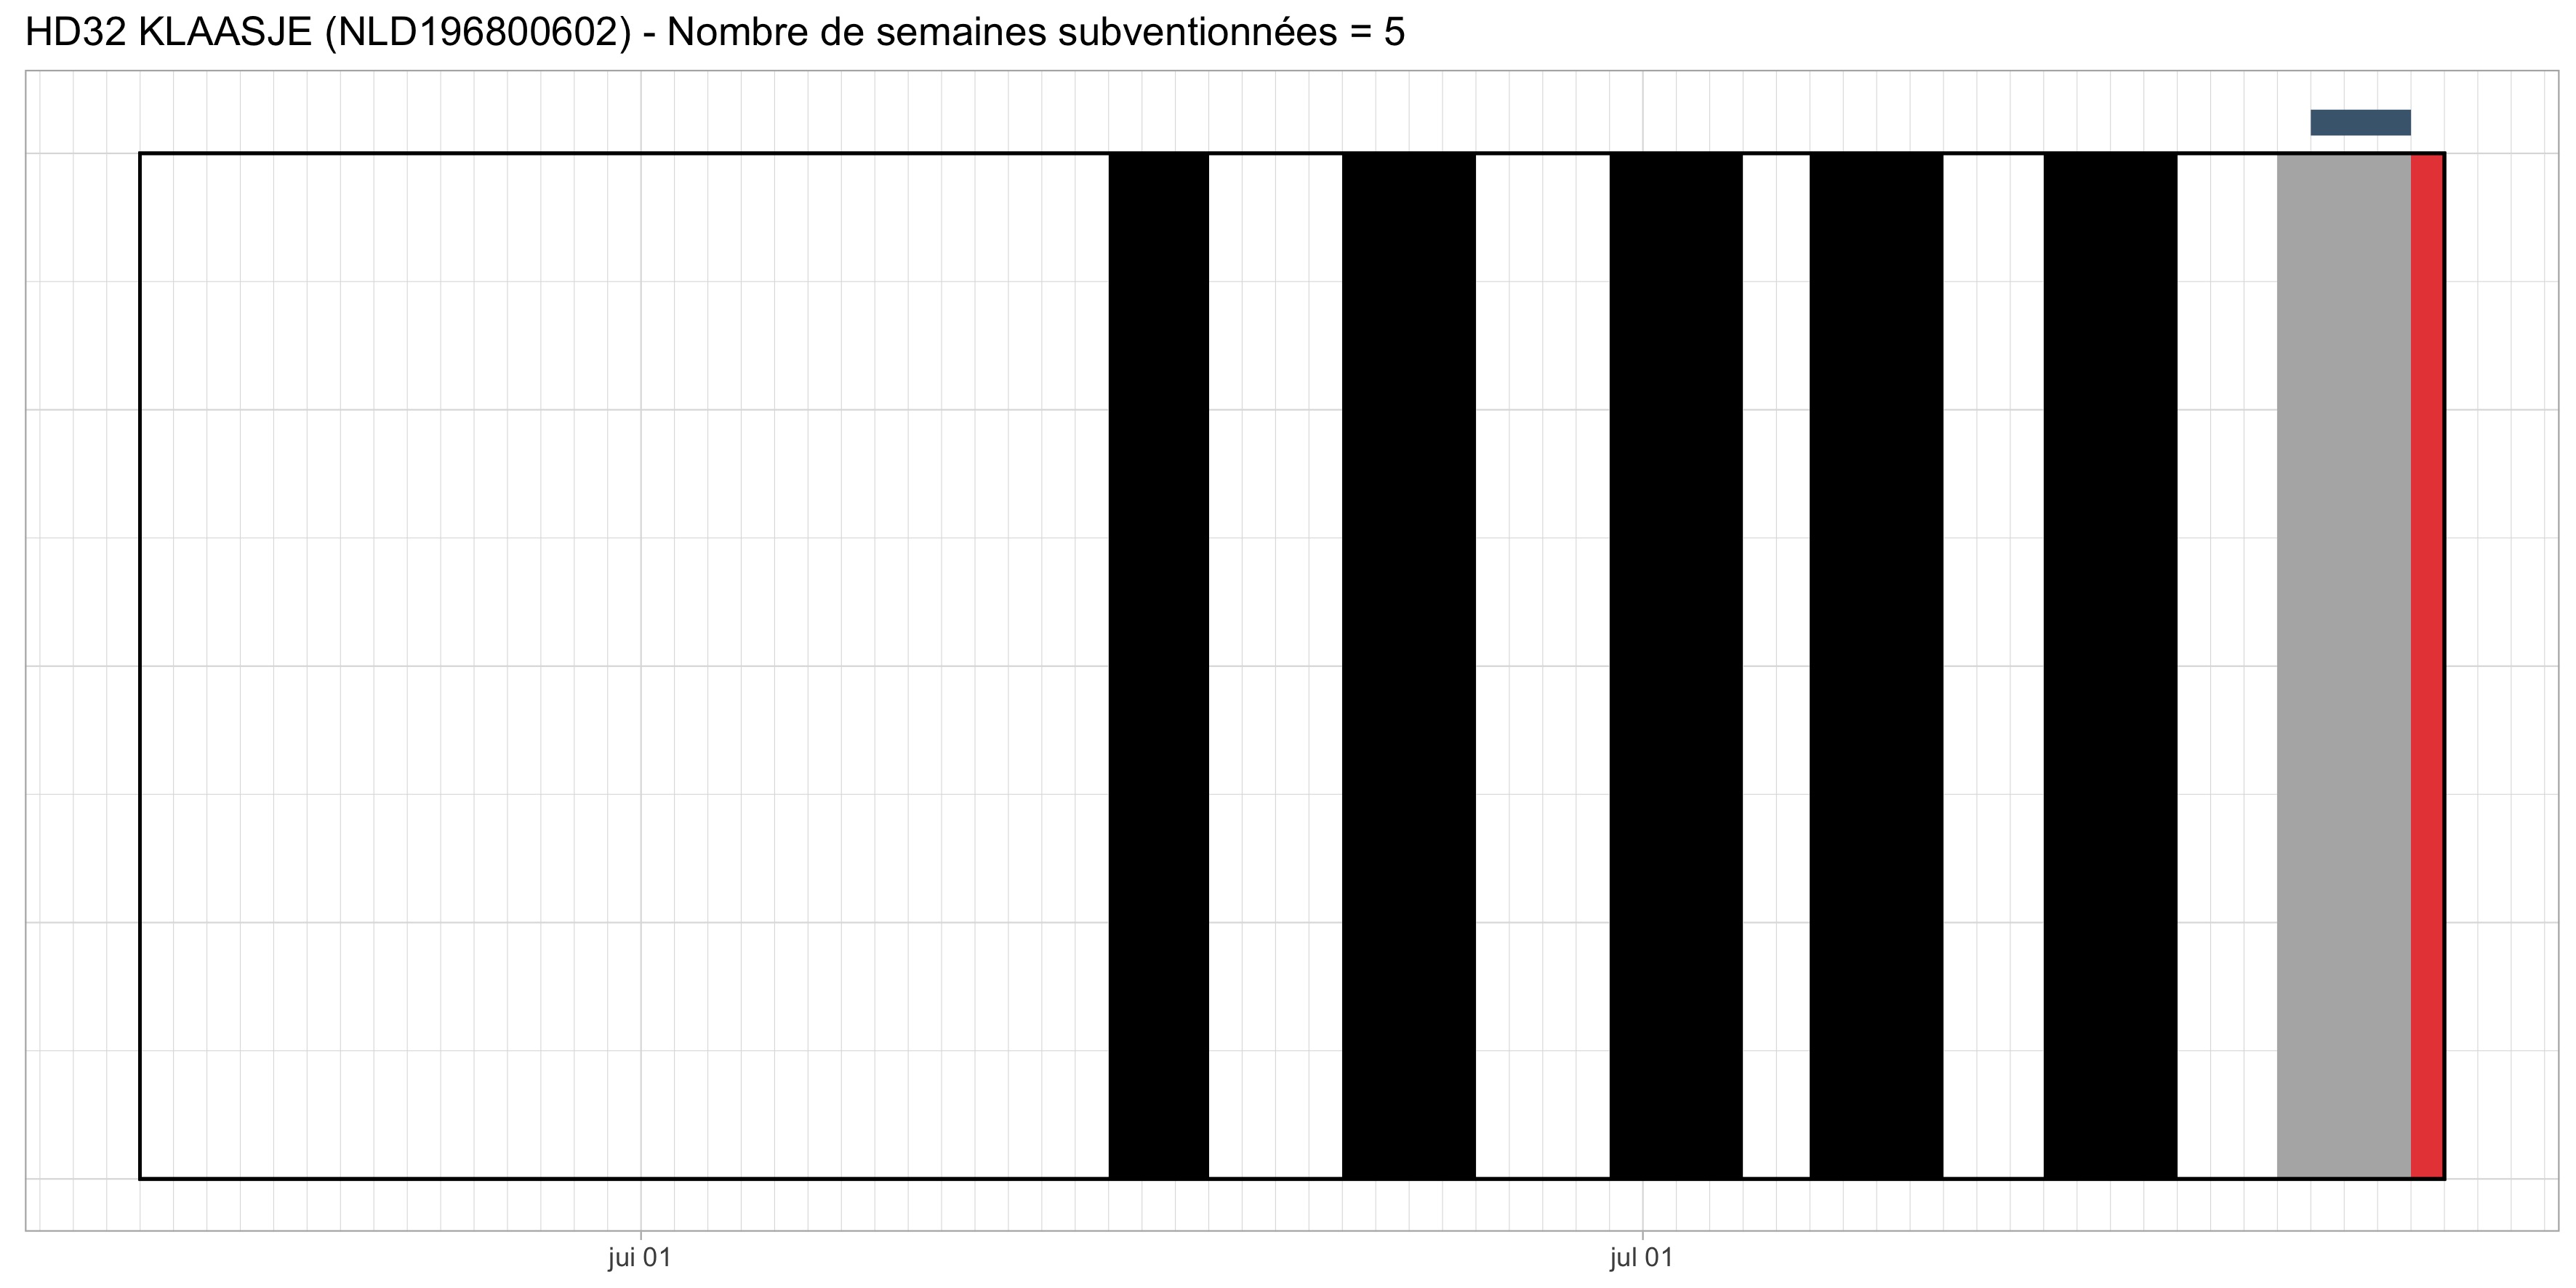 HD32 KLAASJE (NLD196800602) - Nombre de semaines subventionnées = 5
jui 01
jul 01